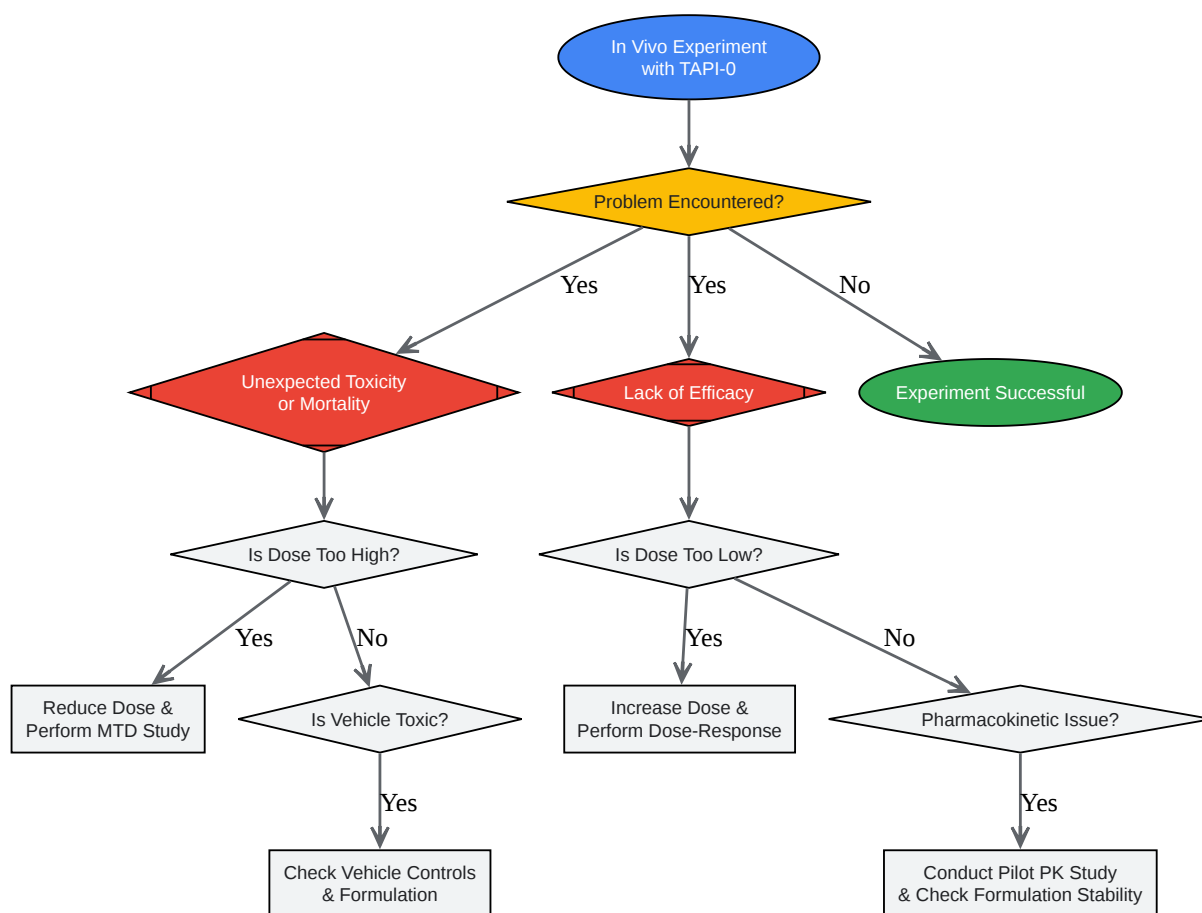 In Vivo Experiment
with TAPI-0
Problem Encountered?
Yes
Yes
No
Unexpected Toxicity
or Mortality
Lack of Efficacy
Experiment Successful
Is Dose Too High?
Is Dose Too Low?
Yes
No
Yes
No
Reduce Dose &
Perform MTD Study
Is Vehicle Toxic?
Increase Dose &
Perform Dose-Response
Pharmacokinetic Issue?
Yes
Yes
Check Vehicle Controls
& Formulation
Conduct Pilot PK Study
& Check Formulation Stability